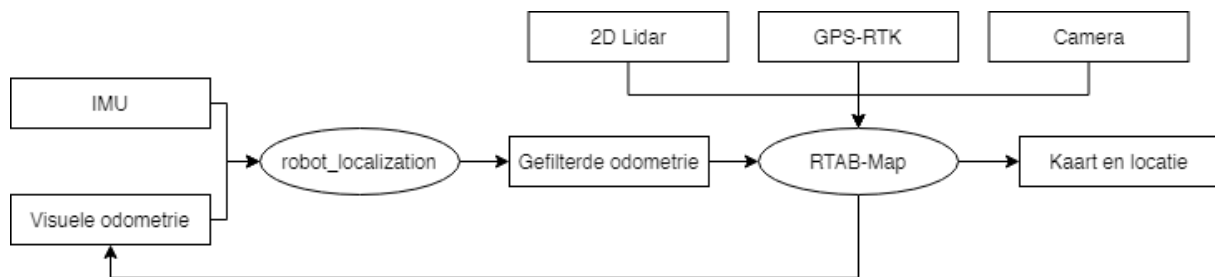 2D Lidar
GPS-RTK
Camera
IMU
robot_localization
Gefilterde odometrie
RTAB-Map
Kaart en locatie
Visuele odometrie